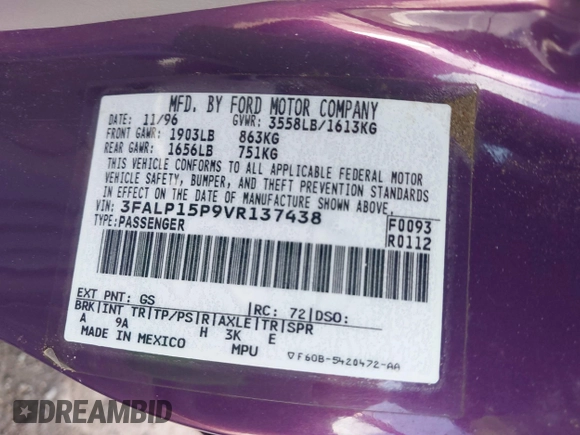 MFD. BY FORD MOTOR COMPANY
DATE: 11/96 GVWR: 3558LB/1613KG
FRONT GAWR: 1903LB 863KG
REAR GAWR: 1656LB 751KG
THIS VEHICLE CONFORMS TO ALL APPLICABLE FEDERAL MOTOR
VEHICLE SAFETY, BUMPER, AND THEFT PREVENTION STANDARDS
IN EFFECT ON THE DATE OF MANUFACTURE SHOWN ABOVE.
VIN: 3FALP15P9VR137438 F0093
TYPE: PASSENGER R0112
EXT PNT: GS RC: 72 DSO:
BRK INT TR TP/PS R AXLE TR SPR
A 9A H 3K E
MADE IN MEXICO MPU ▽F60B-5420472-AA
DREAMBID